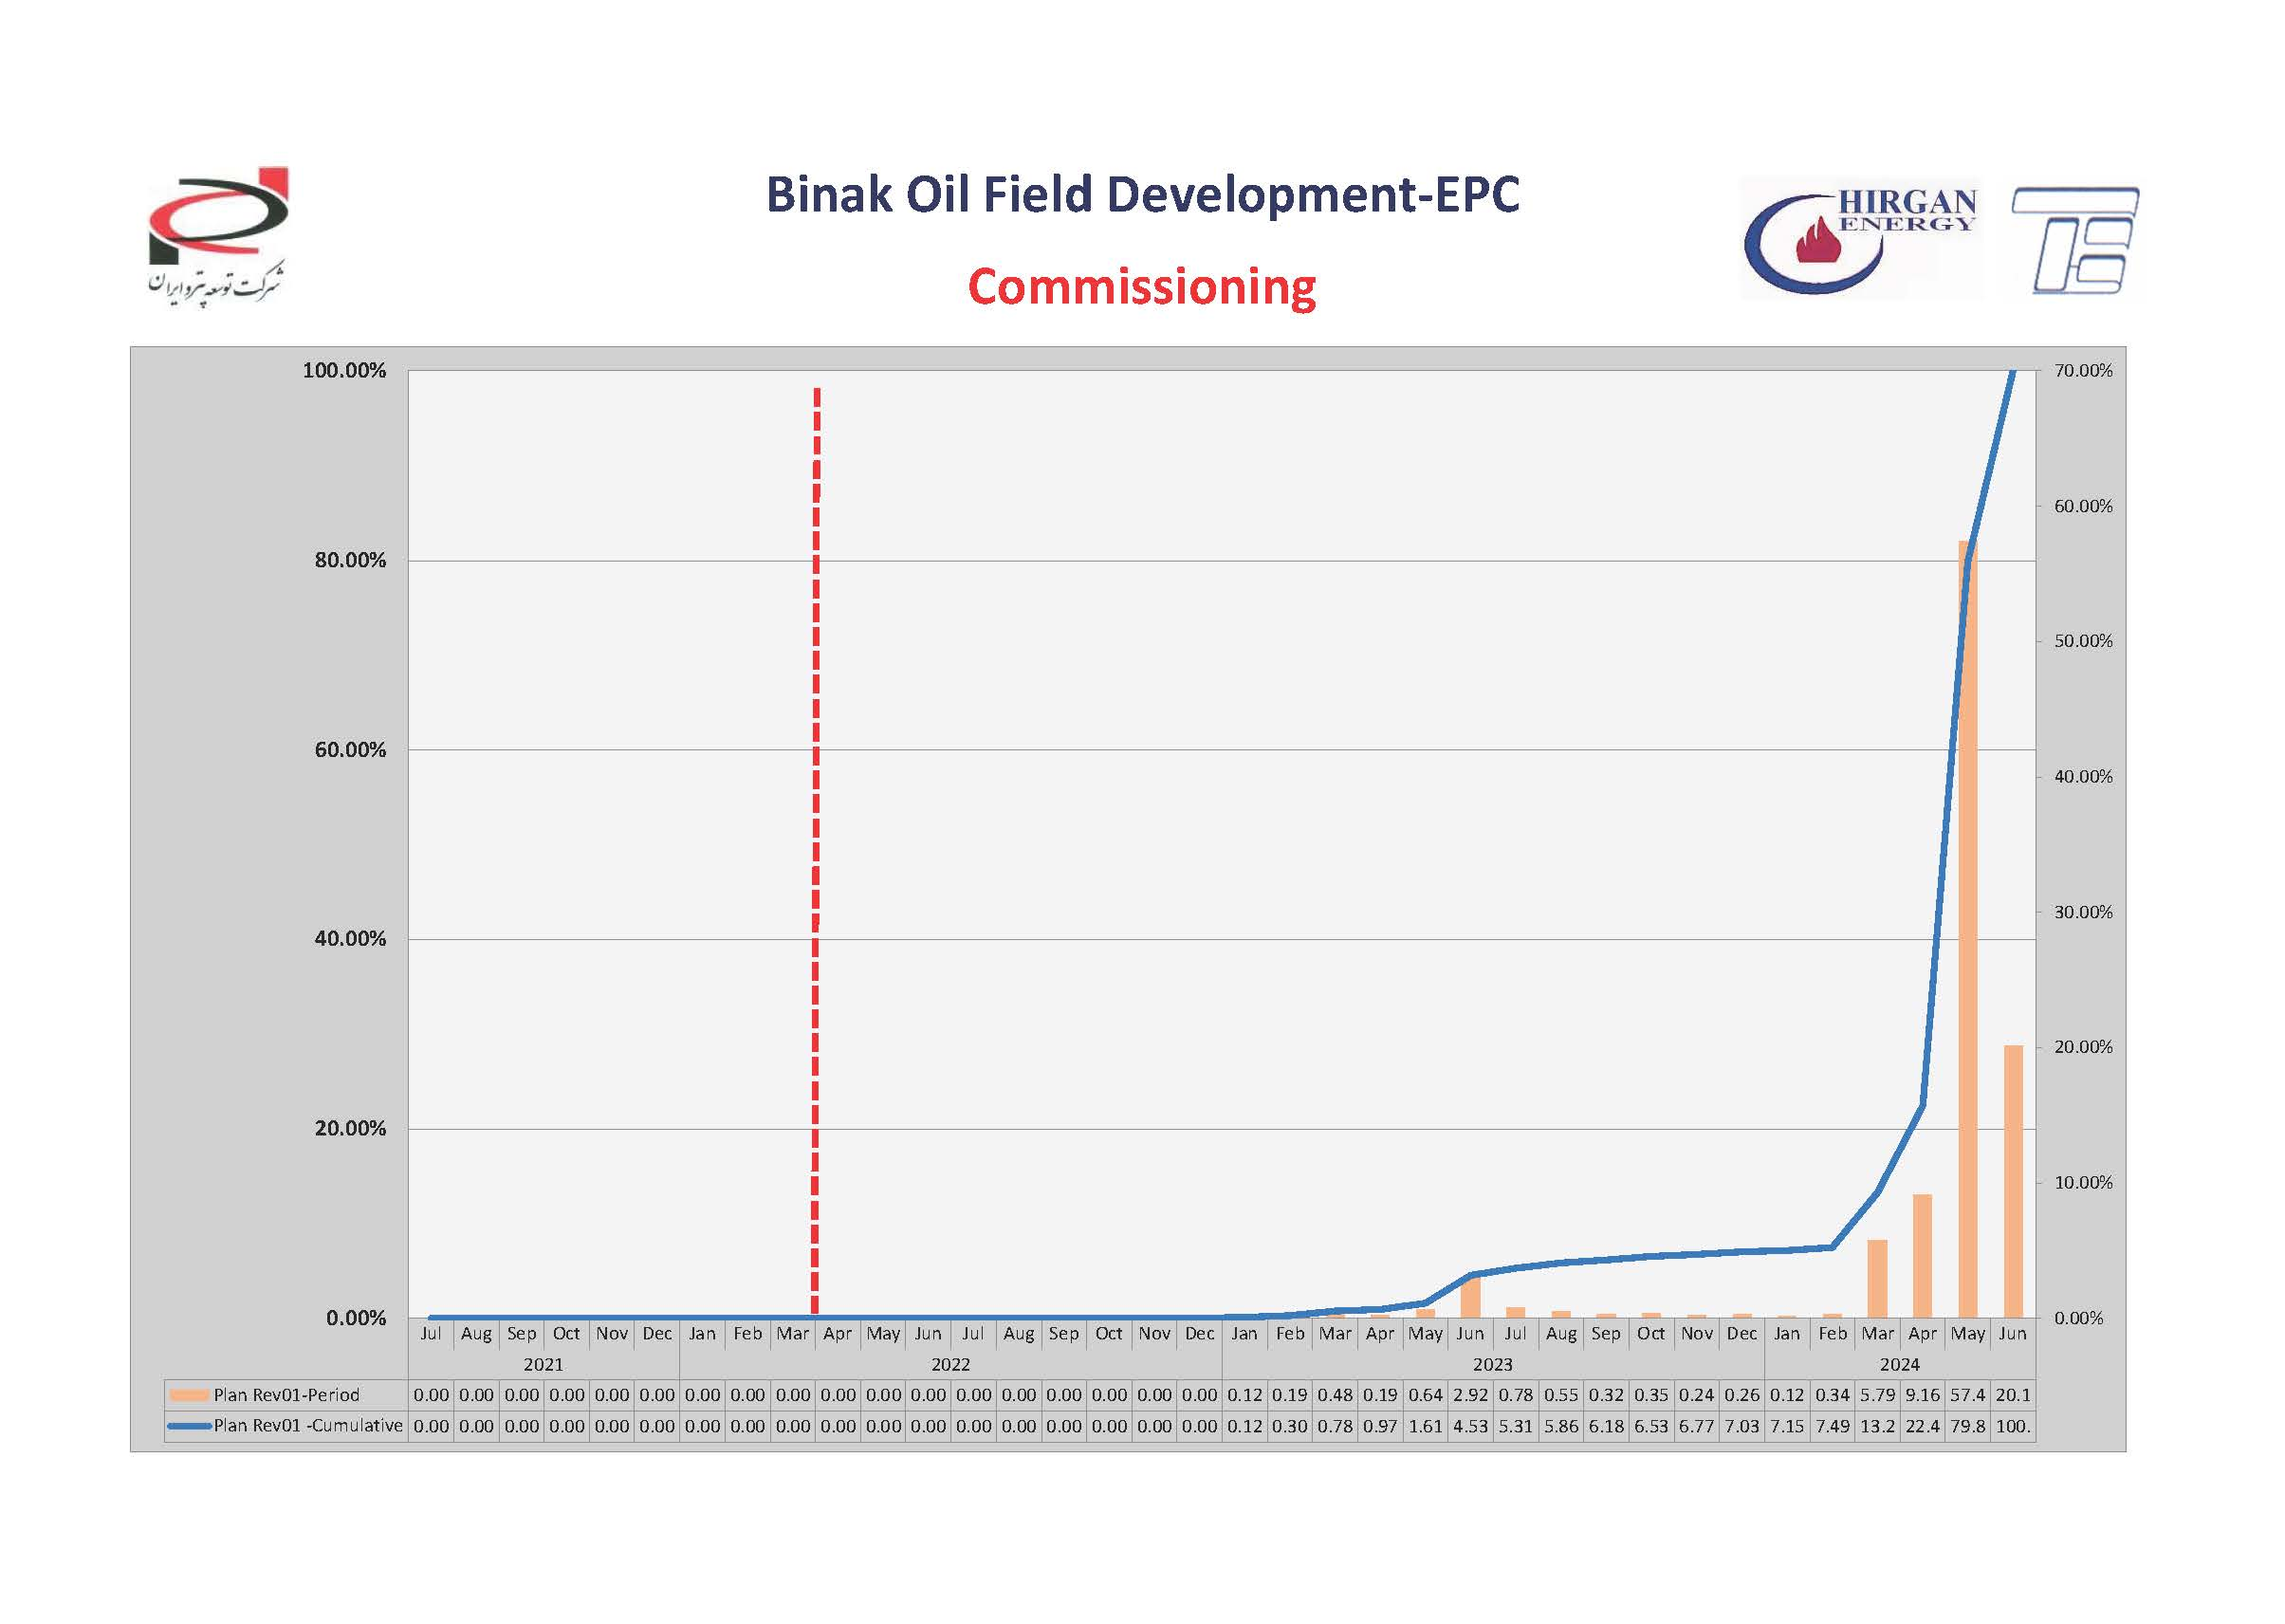 Binak Oil Field Development-EPC
Commissioning
شرکت توسعه پترو ایران
HIRGAN
ENERGY
100.00%
80.00%
60.00%
40.00%
20.00%
0.00%
70.00%
60.00%
50.00%
40.00%
30.00%
20.00%
10.00%
0.00%
Jul Aug Sep Oct Nov Dec Jan Feb Mar Apr May Jun Jul Aug Sep Oct Nov Dec Jan Feb Mar Apr May Jun Jul Aug Sep Oct Nov Dec Jan Feb Mar Apr May Jun
2021 2022 2023 2024
Plan Rev01-Period 0.00 0.00 0.00 0.00 0.00 0.00 0.00 0.00 0.00 0.00 0.00 0.00 0.00 0.00 0.00 0.00 0.00 0.00 0.12 0.19 0.48 0.19 0.64 2.92 0.78 0.55 0.32 0.35 0.24 0.26 0.12 0.34 5.79 9.16 57.4 20.1
Plan Rev01 -Cumulative 0.00 0.00 0.00 0.00 0.00 0.00 0.00 0.00 0.00 0.00 0.00 0.00 0.00 0.00 0.00 0.00 0.00 0.00 0.12 0.30 0.78 0.97 1.61 4.53 5.31 5.86 6.18 6.53 6.77 7.03 7.15 7.49 13.2 22.4 79.8 100.